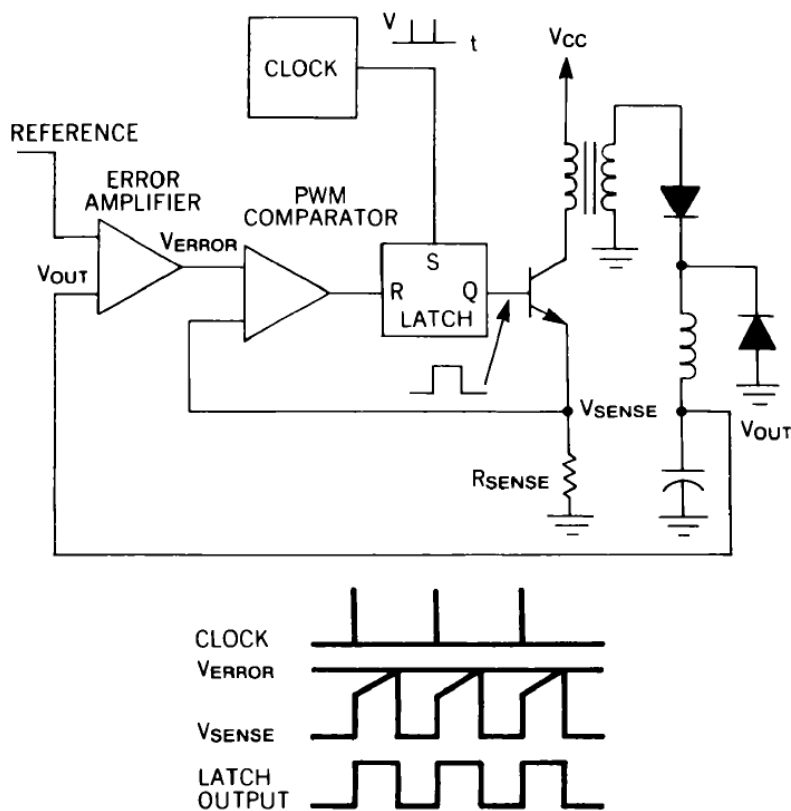 V
t
CLOCK
VCC
REFERENCE
ERROR
AMPLIFIER
PWM
COMPARATOR
VERROR
VOUT
S
R
Q
LATCH
VSENSE
VOUT
RSENSE
CLOCK
VERROR
VSENSE
LATCH
OUTPUT